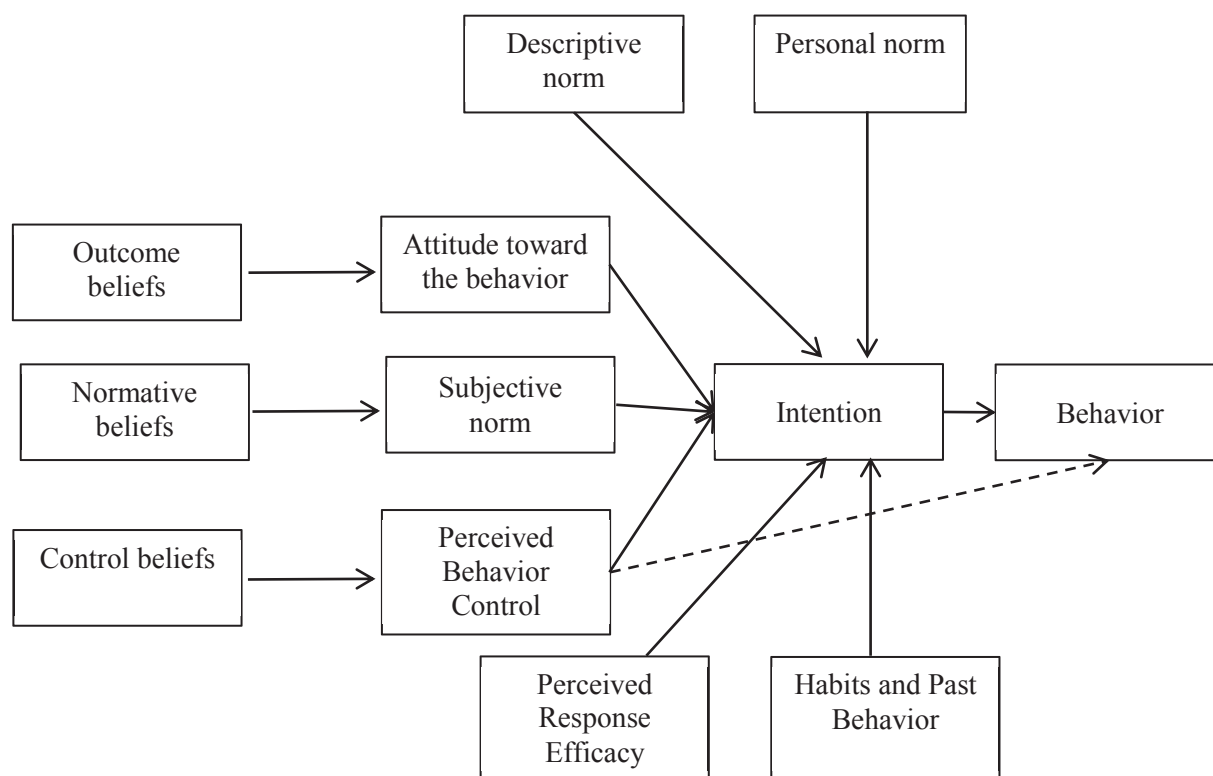 Descriptive
norm
Personal norm
Outcome
beliefs
Attitude toward
the behavior
Normative
beliefs
Subjective
norm
Intention
Behavior
Control beliefs
Perceived
Behavior
Control
Perceived
Response
Efficacy
Habits and Past
Behavior